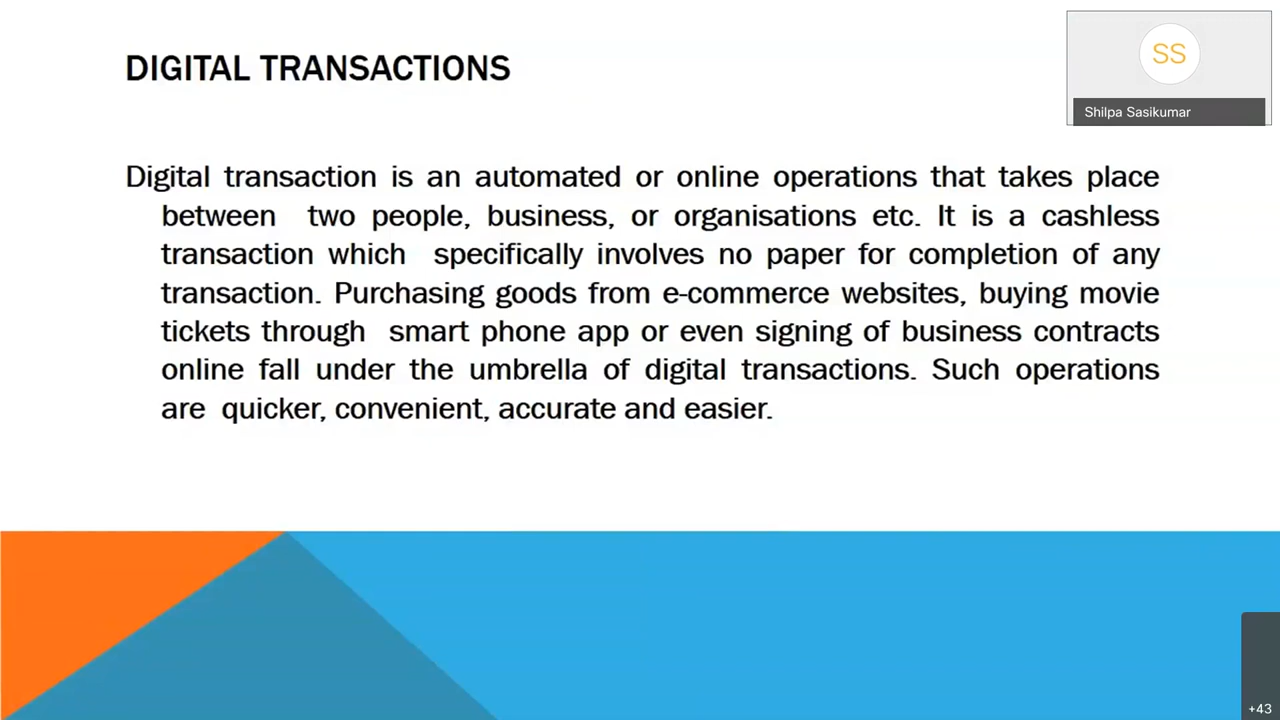 DIGITAL TRANSACTIONS
SS
Shilpa Sasikumar
Digital transaction is an automated or online operations that takes place
between two people, business, or organisations etc. It is a cashless
transaction which specifically involves no paper for completion of any
transaction. Purchasing goods from e-commerce websites, buying movie
tickets through smart phone app or even signing of business contracts
online fall under the umbrella of digital transactions. Such operations
are quicker, convenient, accurate and easier.
+43